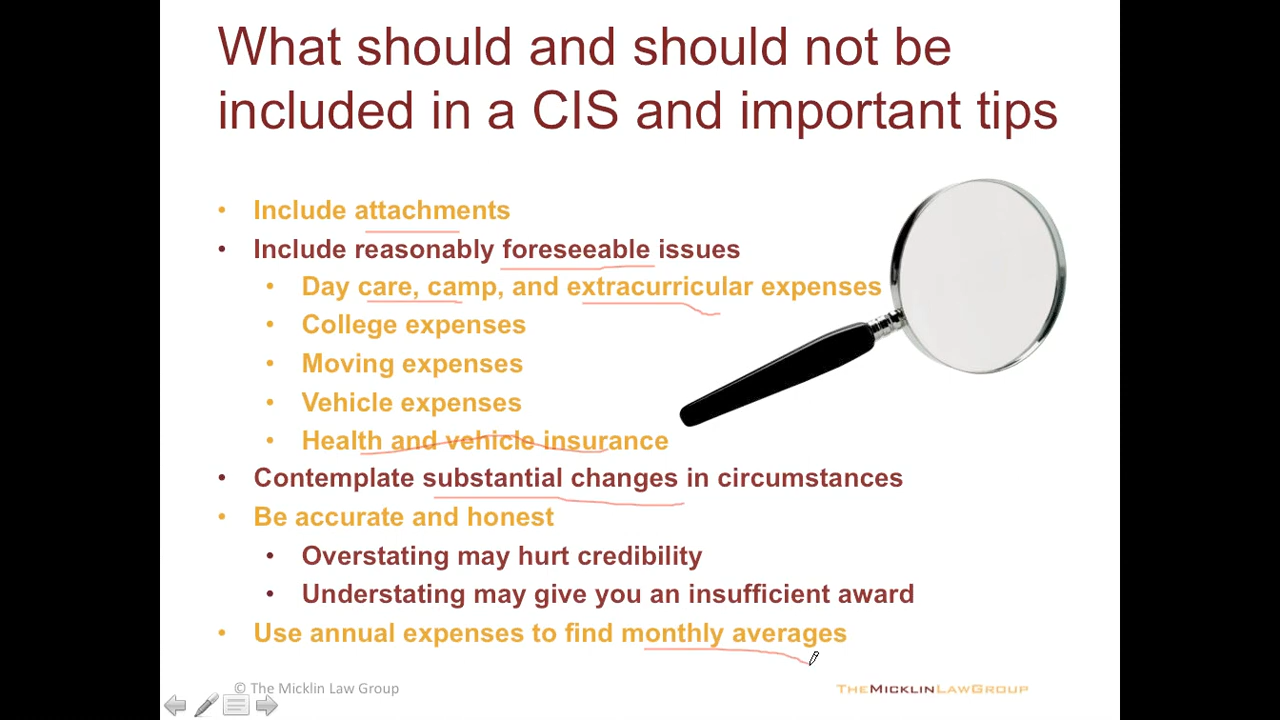 What should and should not be
included in a CIS and important tips
• Include attachments
• Include reasonably foreseeable issues
• Day care, camp, and extracurricular expenses
• College expenses
• Moving expenses
• Vehicle expenses
• Health and vehicle insurance
• Contemplate substantial changes in circumstances
• Be accurate and honest
• Overstating may hurt credibility
• Understating may give you an insufficient award
• Use annual expenses to find monthly averages
© The Micklin Law Group
THEMICKLINLAWGROUP